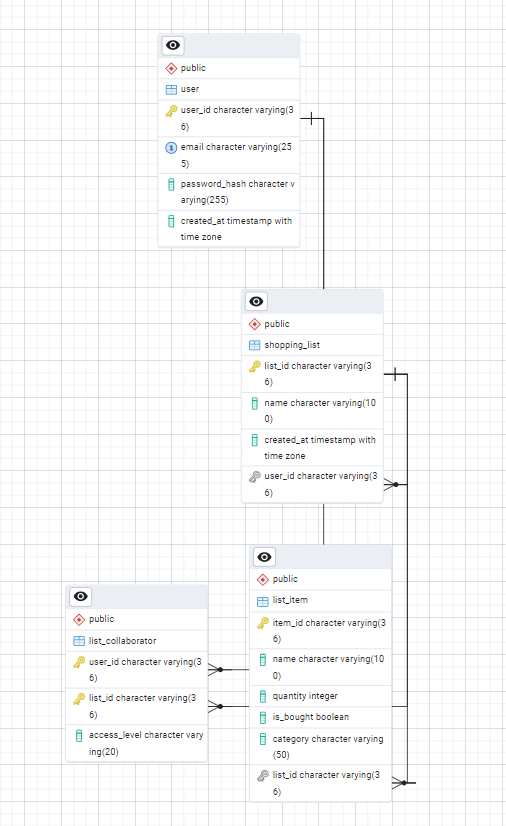 public
user
user_id character varying(3
6)
1
email character varying(25
5)
password_hash character v
arying(255)
created_at timestamp with
time zone
public
shopping_list
list_id character varying(3
6)
name character varying(10
0)
created_at timestamp with
time zone
user_id character varying(3
6)
public
list_item
item_id character varying(3
6)
name character varying(10
0)
quantity integer
is_bought boolean
category character varying
(50)
list_id character varying(3
6)
public
list_collaborator
user_id character varying(3
6)
list_id character varying(3
6)
access_level character vary
ing(20)